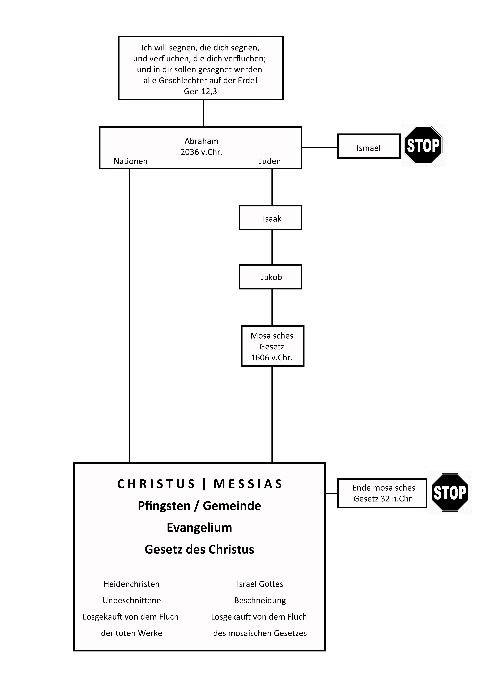 Ich will segnen, die dich segnen,
und verfluchen, die dich verfluchen;
und in dir sollen gesegnet werden
alle Geschlechter auf der Erde!
Gen 12,3
Abraham
2036 v.Chr.
Nationen Juden
Ismael
STOP
Isaak
Jakob
Mosaisches
Gesetz
1606 v.Chr.
CHRISTUS | MESSIAS
Pfingsten / Gemeinde
Evangelium
Gesetz des Christus
Ende mosaisches
Gesetz 32 n.Chr
STOP
Heidenchristen Israel Gottes
Unbeschnittene Beschneidung
Losgekauft von dem Fluch Losgekauft von dem Fluch
der toten Werke des mosaischen Gesetzes